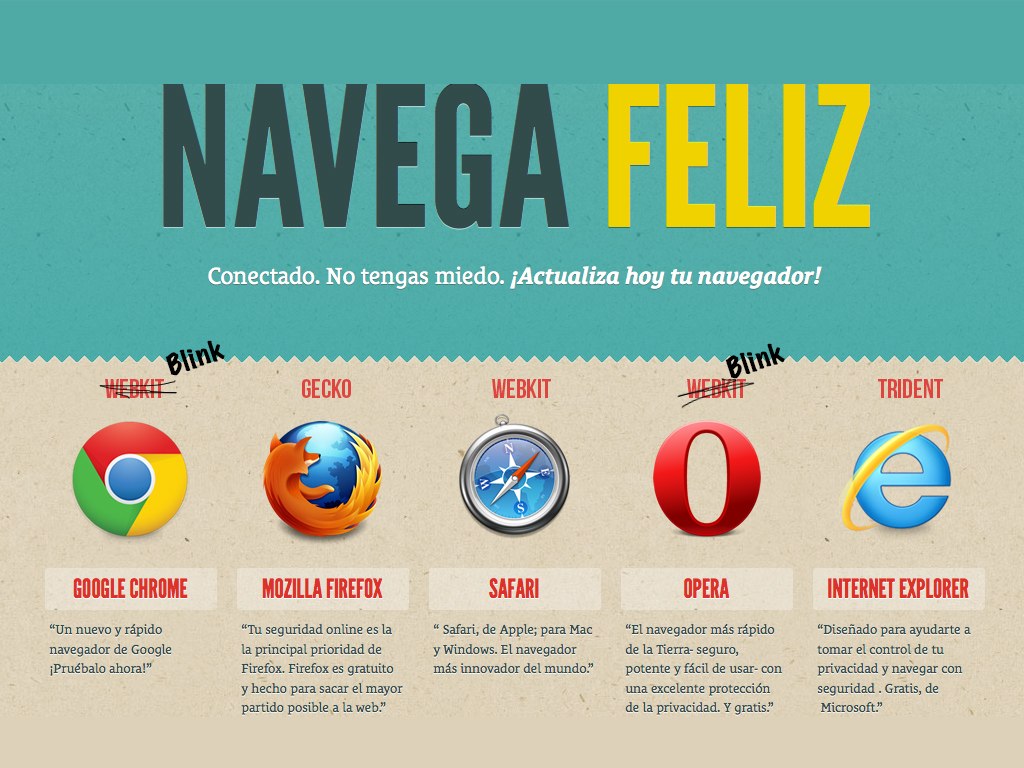 NAVEGA FELIZ
Conectado. No tengas miedo. ¡Actualiza hoy tu navegador!
Blink
WEBKIT
GECKO
WEBKIT
Blink
WEBKIT
TRIDENT
N
E
S
W
GOOGLE CHROME
MOZILLA FIREFOX
SAFARI
OPERA
INTERNET EXPLORER
“Un nuevo y rápido
navegador de Google
¡Pruébalo ahora!”
“Tu seguridad online es la
la principal prioridad de
Firefox. Firefox es gratuito
y hecho para sacar el mayor
partido posible a la web.”
“ Safari, de Apple; para Mac
y Windows. El navegador
más innovador del mundo.”
“El navegador más rápido
de la Tierra- seguro,
potente y fácil de usar- con
una excelente protección
de la privacidad. Y gratis.”
“Diseñado para ayudarte a
tomar el control de tu
privacidad y navegar con
seguridad . Gratis, de
Microsoft.”